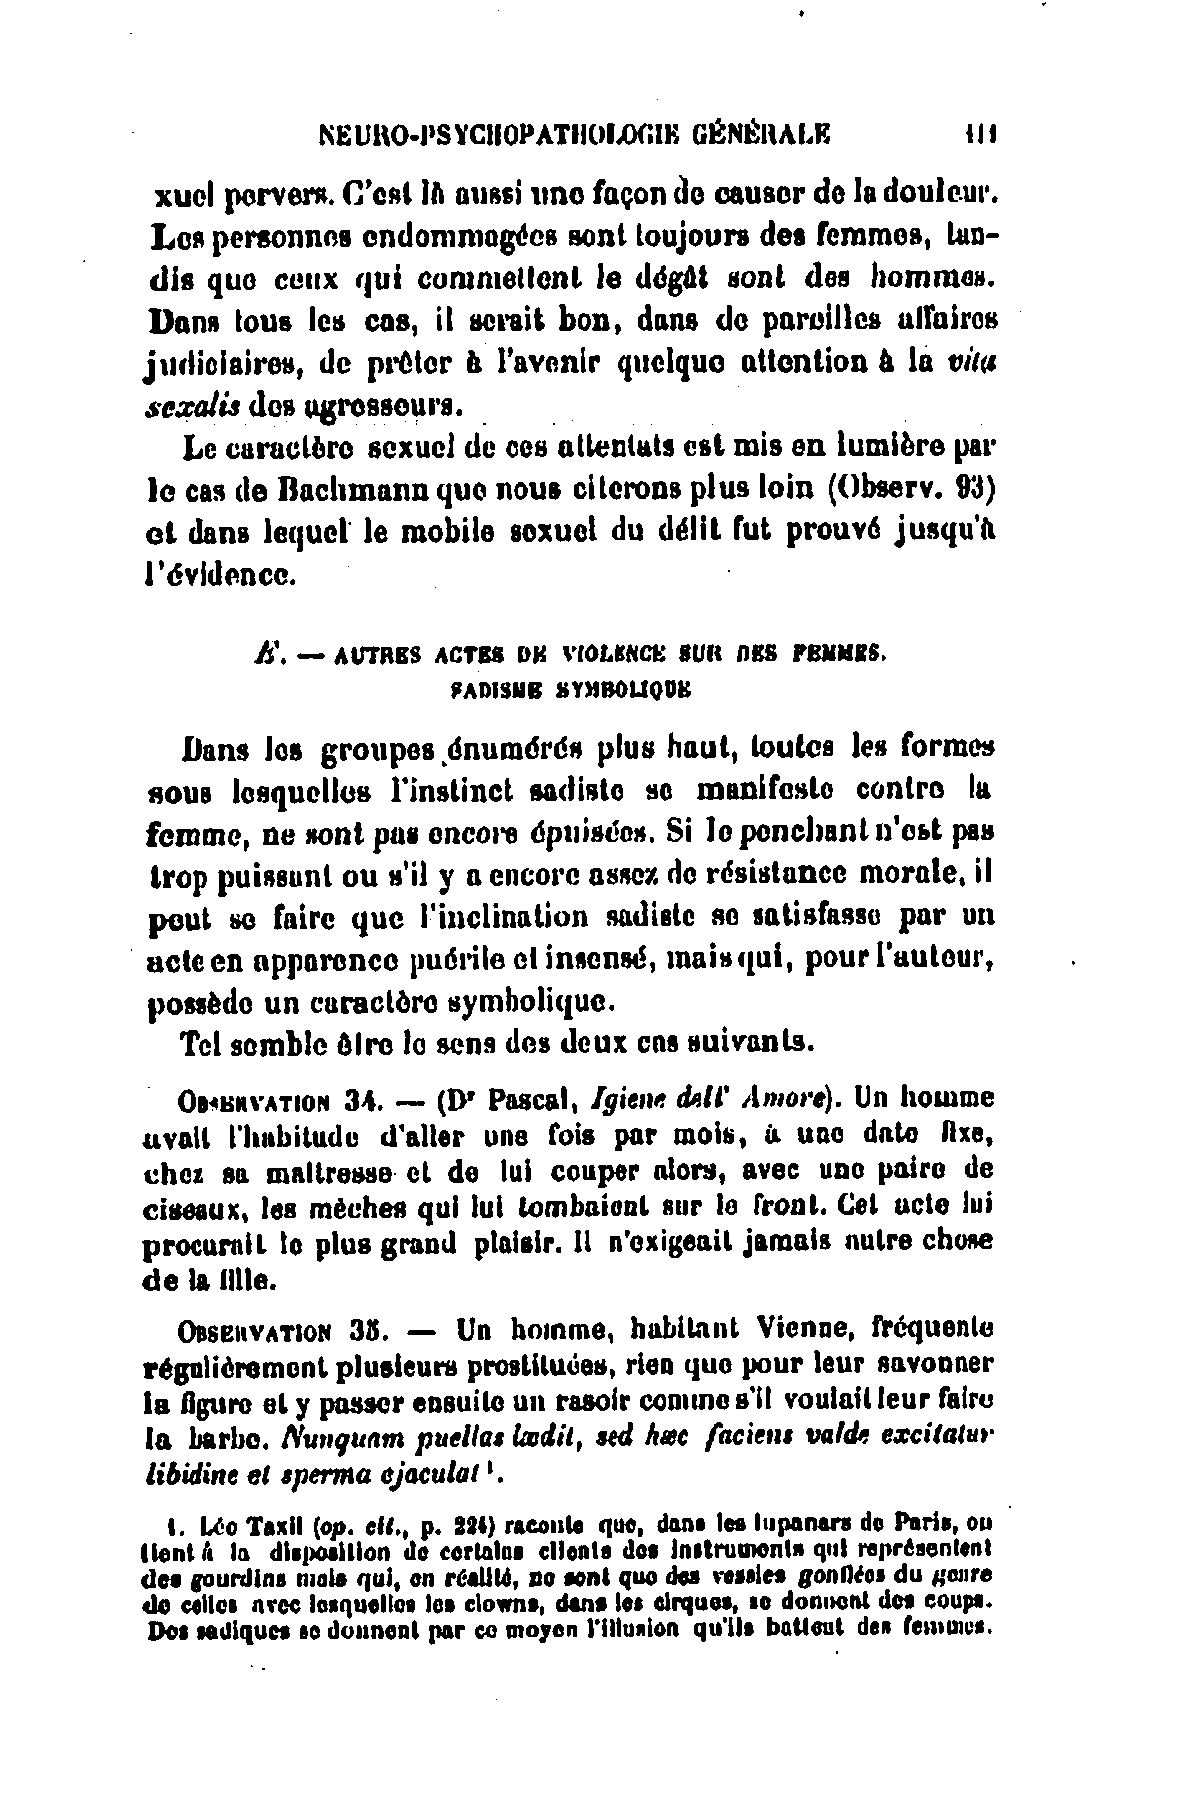 NEURO-PSYCHOPATHOLOGIE GÉNÉRALE 111
xuel pervers. C'est là aussi une façon de causer de la douleur.
Les personnes endommagées sont toujours des femmes, tan-
dis que ceux qui commettent le dégât sont des hommes.
Dans tous les cas, il serait bon, dans de pareilles affaires
judiciaires, de prêter à l'avenir quelque attention à la vita
sexalis des agresseurs.
Le caractère sexuel de ces attentats est mis en lumière par
le cas de Bachmann que nous citerons plus loin (Observ. 93)
et dans lequel le mobile sexuel du délit fut prouvé jusqu'à
l'évidence.
E. — AUTRES ACTES DE VIOLENCE SUR DES FEMMES.
SADISME SYMBOLIQUE
Dans les groupes énumérés plus haut, toutes les formes
sous lesquelles l'instinct sadiste se manifeste contre la
femme, ne sont pas encore épuisées. Si le penchant n'est pas
trop puissant ou s'il y a encore assez de résistance morale, il
peut se faire que l'inclination sadiste se satisfasse par un
acte en apparence puérile et insensé, mais qui, pour l'auteur,
possède un caractère symbolique.
Tel semble être le sens des deux cas suivants.
OBSERVATION 34. — (Dr Pascal, Igiene dell' Amore). Un homme
avait l'habitude d'aller une fois par mois, à une date fixe,
chez sa maîtresse et de lui couper alors, avec une paire de
ciseaux, les mèches qui lui tombaient sur le front. Cet acte lui
procurait le plus grand plaisir. Il n'exigeait jamais autre chose
de la fille.
OBSERVATION 35. — Un homme, habitant Vienne, fréquente
régulièrement plusieurs prostituées, rien que pour leur savonner
la figure et y passer ensuite un rasoir comme s'il voulait leur faire
la barbe. Nunquam puellas lædit, sed hæc faciens valde excitatur
libidine et sperma ejaculat 1.
1. Léo Taxil (op. cit., p. 224) raconte que, dans les lupanars de Paris, on
tient à la disposition de certains clients des instruments qui représentent
des gourdins mais qui, en réalité, ne sont que des vessies gonflées du genre
de celles avec lesquelles les clowns, dans les cirques, se donnent des coups.
Des sadiques se donnent par ce moyen l'illusion qu'ils battent des femmes.